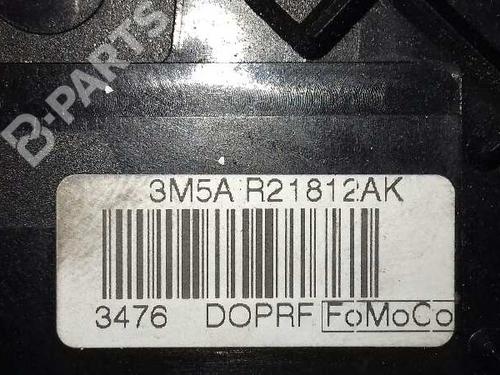 B-PARTS
3M5A R21812AK
3476 DOPRF FoMoCo